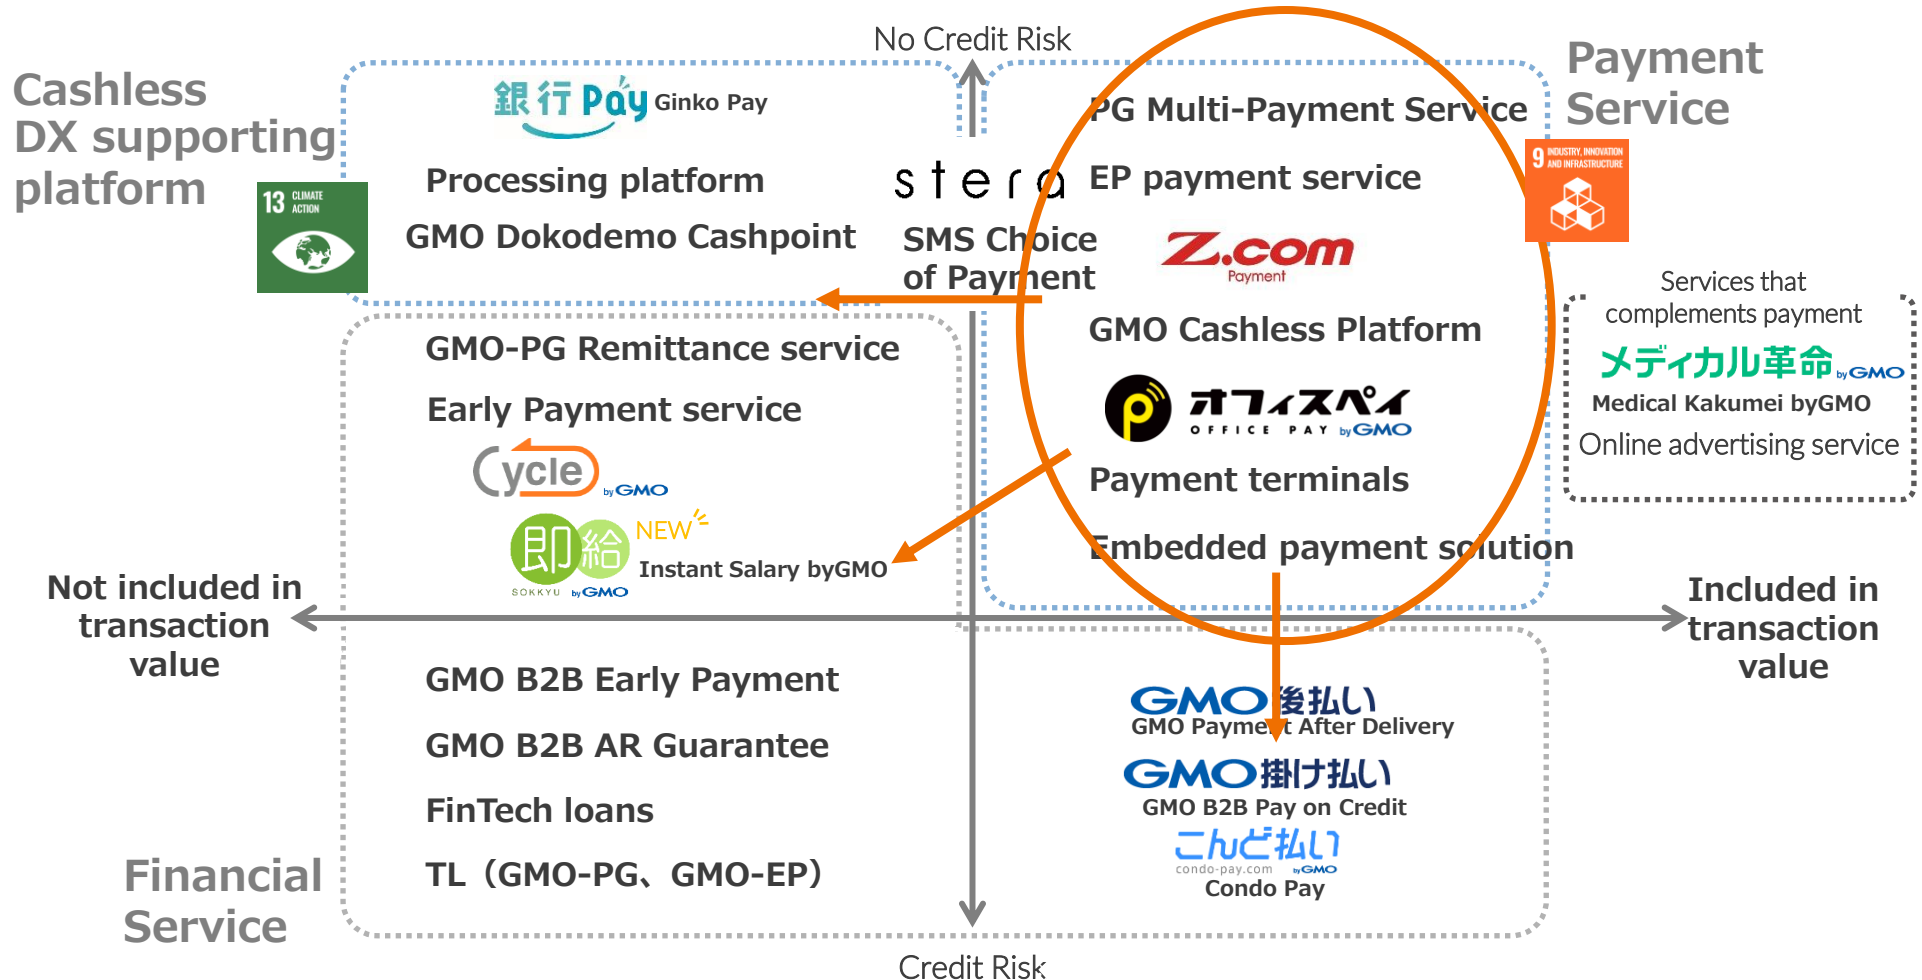 No Credit Risk
Cashless
DX supporting
platform
13 CLIMATE
ACTION
銀行 Pay Ginko Pay
Processing platform
GMO Dokodemo Cashpoint
stera
SMS Choice
of Payment
Payment
Service
PG Multi-Payment Service
EP payment service
9 INDUSTRY, INNOVATION
AND INFRASTRUCTURE
Z.com
Payment
GMO Cashless Platform
オフィスペイ
OFFICE PAY byGMO
Payment terminals
Embedded payment solution
Services that
complements payment
メディカル革命 byGMO
Medical Kakumei byGMO
Online advertising service
GMO-PG Remittance service
Early Payment service
Cycle
byGMO
即給
NEW
Instant Salary byGMO
SOKKYU byGMO
Not included in
transaction
value
Included in
transaction
value
GMO B2B Early Payment
GMO B2B AR Guarantee
FinTech loans
TL（GMO-PG、GMO-EP）
GMO後払い
GMO Payment After Delivery
GMO掛け払い
GMO B2B Pay on Credit
こんど払い
condo-pay.com byGMO
Condo Pay
Financial
Service
Credit Risk